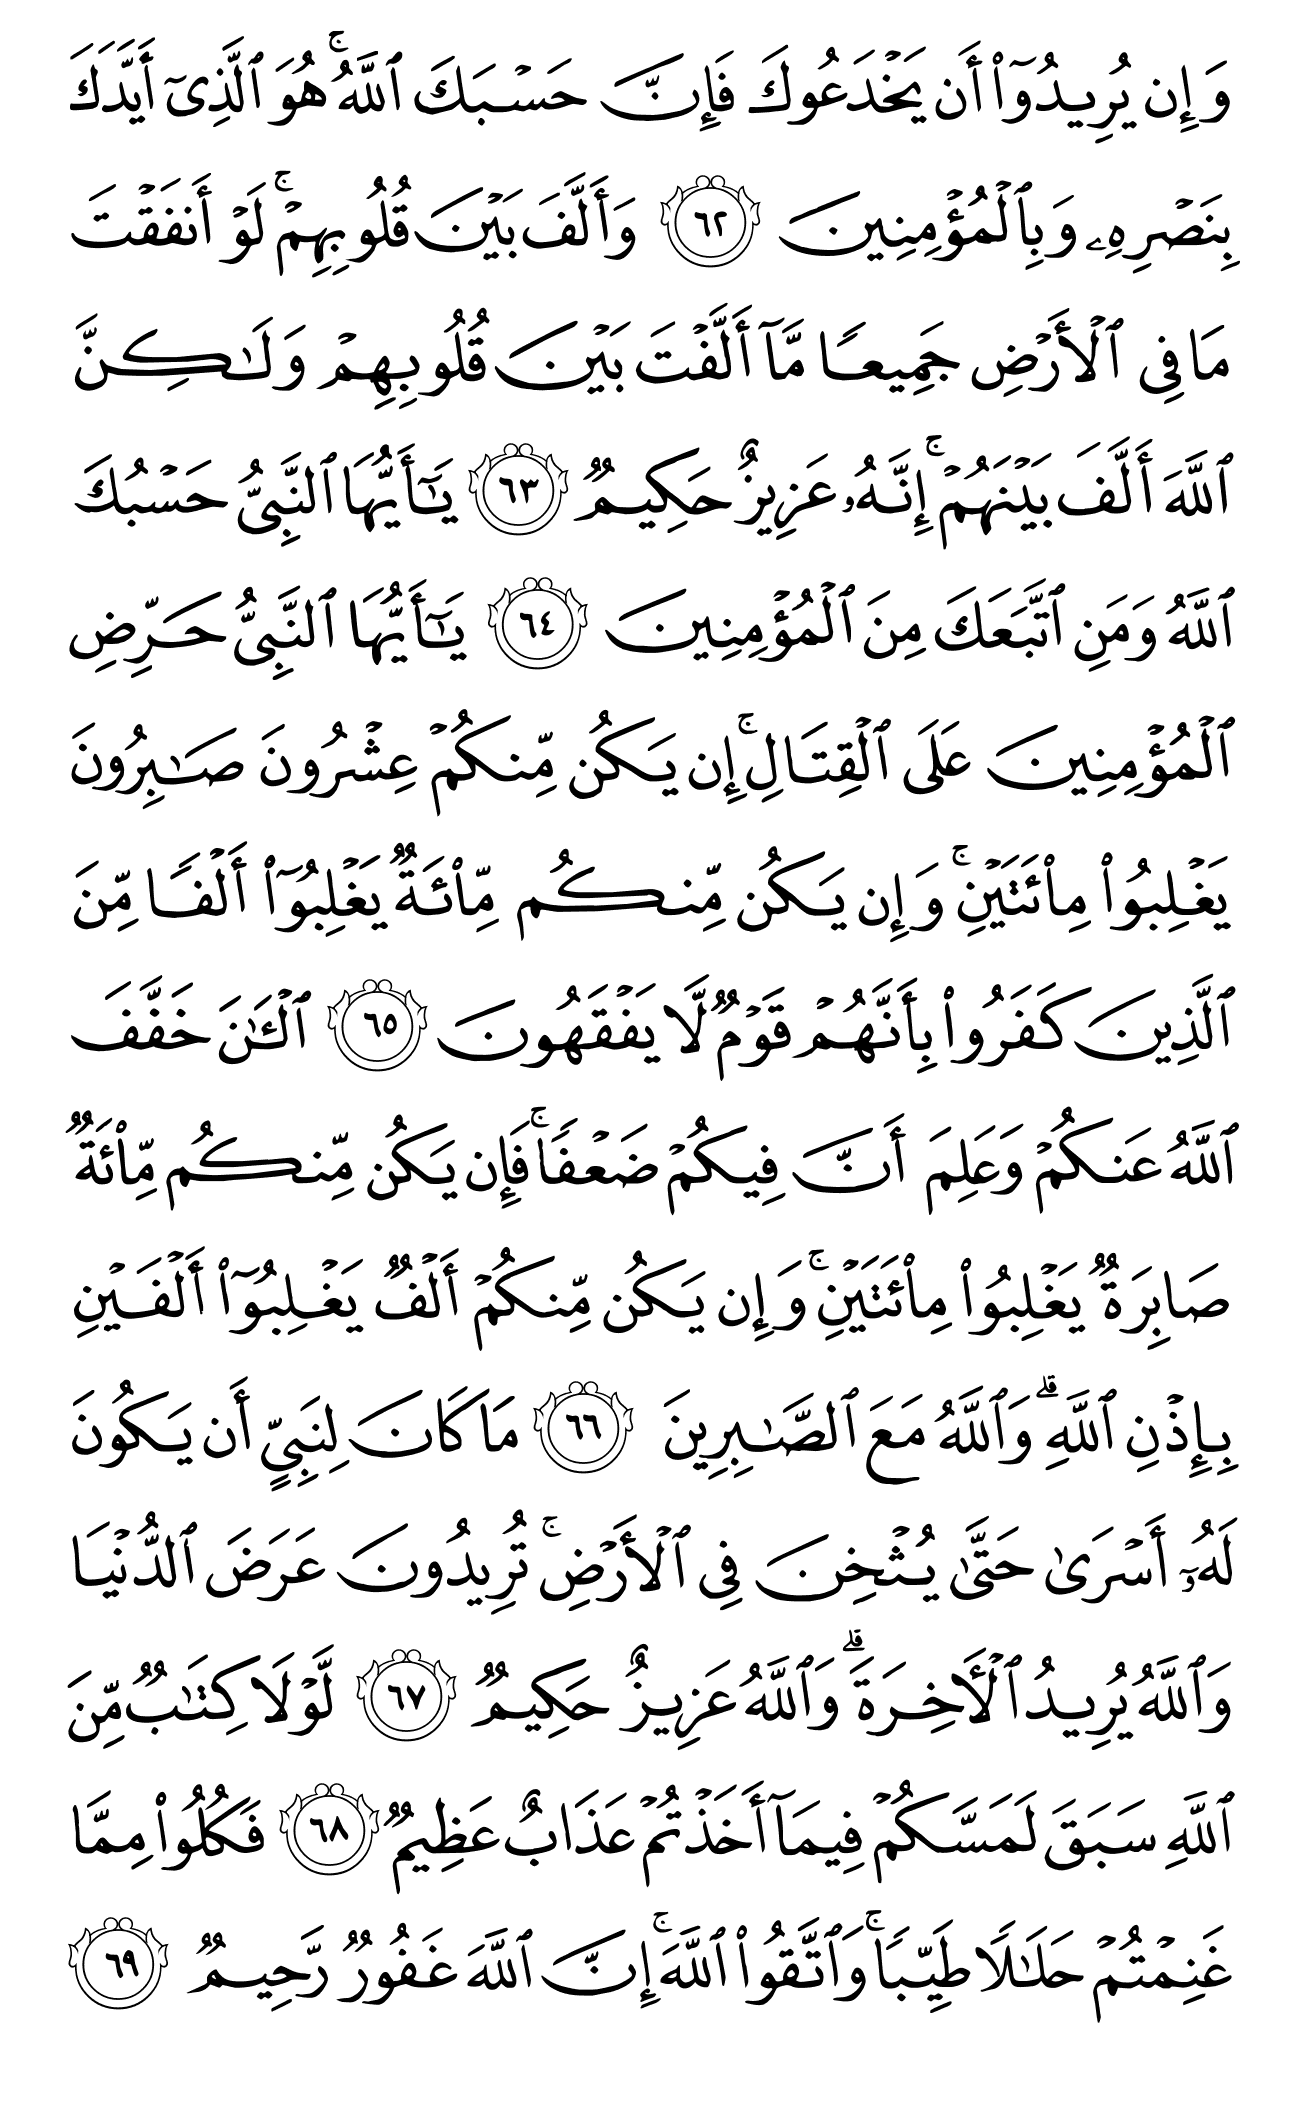 وَإِن يُرِيدُوٓا۟ أَن يَخْدَعُوكَ فَإِنَّ حَسْبَكَ ٱللَّهُ ۚ هُوَ ٱلَّذِىٓ أَيَّدَكَ
بِنَصْرِهِۦ وَبِٱلْمُؤْمِنِينَ ٦٢ وَأَلَّفَ بَيْنَ قُلُوبِهِمْ ۚ لَوْ أَنفَقْتَ
مَا فِى ٱلْأَرْضِ جَمِيعًا مَّآ أَلَّفْتَ بَيْنَ قُلُوبِهِمْ وَلَـٰكِنَّ
ٱللَّهَ أَلَّفَ بَيْنَهُمْ ۚ إِنَّهُۥ عَزِيزٌ حَكِيمٌ ٦٣ يَـٰٓأَيُّهَا ٱلنَّبِىُّ حَسْبُكَ
ٱللَّهُ وَمَنِ ٱتَّبَعَكَ مِنَ ٱلْمُؤْمِنِينَ ٦٤ يَـٰٓأَيُّهَا ٱلنَّبِىُّ حَرِّضِ
ٱلْمُؤْمِنِينَ عَلَى ٱلْقِتَالِ ۚ إِن يَكُن مِّنكُمْ عِشْرُونَ صَـٰبِرُونَ
يَغْلِبُوا۟ مِا۟ئَتَيْنِ ۚ وَإِن يَكُن مِّنكُم مِّا۟ئَةٌ يَغْلِبُوٓا۟ أَلْفًا مِّنَ
ٱلَّذِينَ كَفَرُوا۟ بِأَنَّهُمْ قَوْمٌ لَّا يَفْقَهُونَ ٦٥ ٱلْـَٔـٰنَ خَفَّفَ
ٱللَّهُ عَنكُمْ وَعَلِمَ أَنَّ فِيكُمْ ضَعْفًا ۚ فَإِن يَكُن مِّنكُم مِّا۟ئَةٌ
صَابِرَةٌ يَغْلِبُوا۟ مِا۟ئَتَيْنِ ۚ وَإِن يَكُن مِّنكُمْ أَلْفٌ يَغْلِبُوٓا۟ أَلْفَيْنِ
بِإِذْنِ ٱللَّهِ ۗ وَٱللَّهُ مَعَ ٱلصَّـٰبِرِينَ ٦٦ مَا كَانَ لِنَبِىٍّ أَن يَكُونَ
لَهُۥٓ أَسْرَىٰ حَتَّىٰ يُثْخِنَ فِى ٱلْأَرْضِ ۚ تُرِيدُونَ عَرَضَ ٱلدُّنْيَا
وَٱللَّهُ يُرِيدُ ٱلْـَٔاخِرَةَ ۗ وَٱللَّهُ عَزِيزٌ حَكِيمٌ ٦٧ لَّوْلَا كِتَـٰبٌ مِّنَ
ٱللَّهِ سَبَقَ لَمَسَّكُمْ فِيمَآ أَخَذْتُمْ عَذَابٌ عَظِيمٌ ٦٨ فَكُلُوا۟ مِمَّا
غَنِمْتُمْ حَلَـٰلًا طَيِّبًا ۚ وَٱتَّقُوا۟ ٱللَّهَ ۚ إِنَّ ٱللَّهَ غَفُورٌ رَّحِيمٌ ٦٩